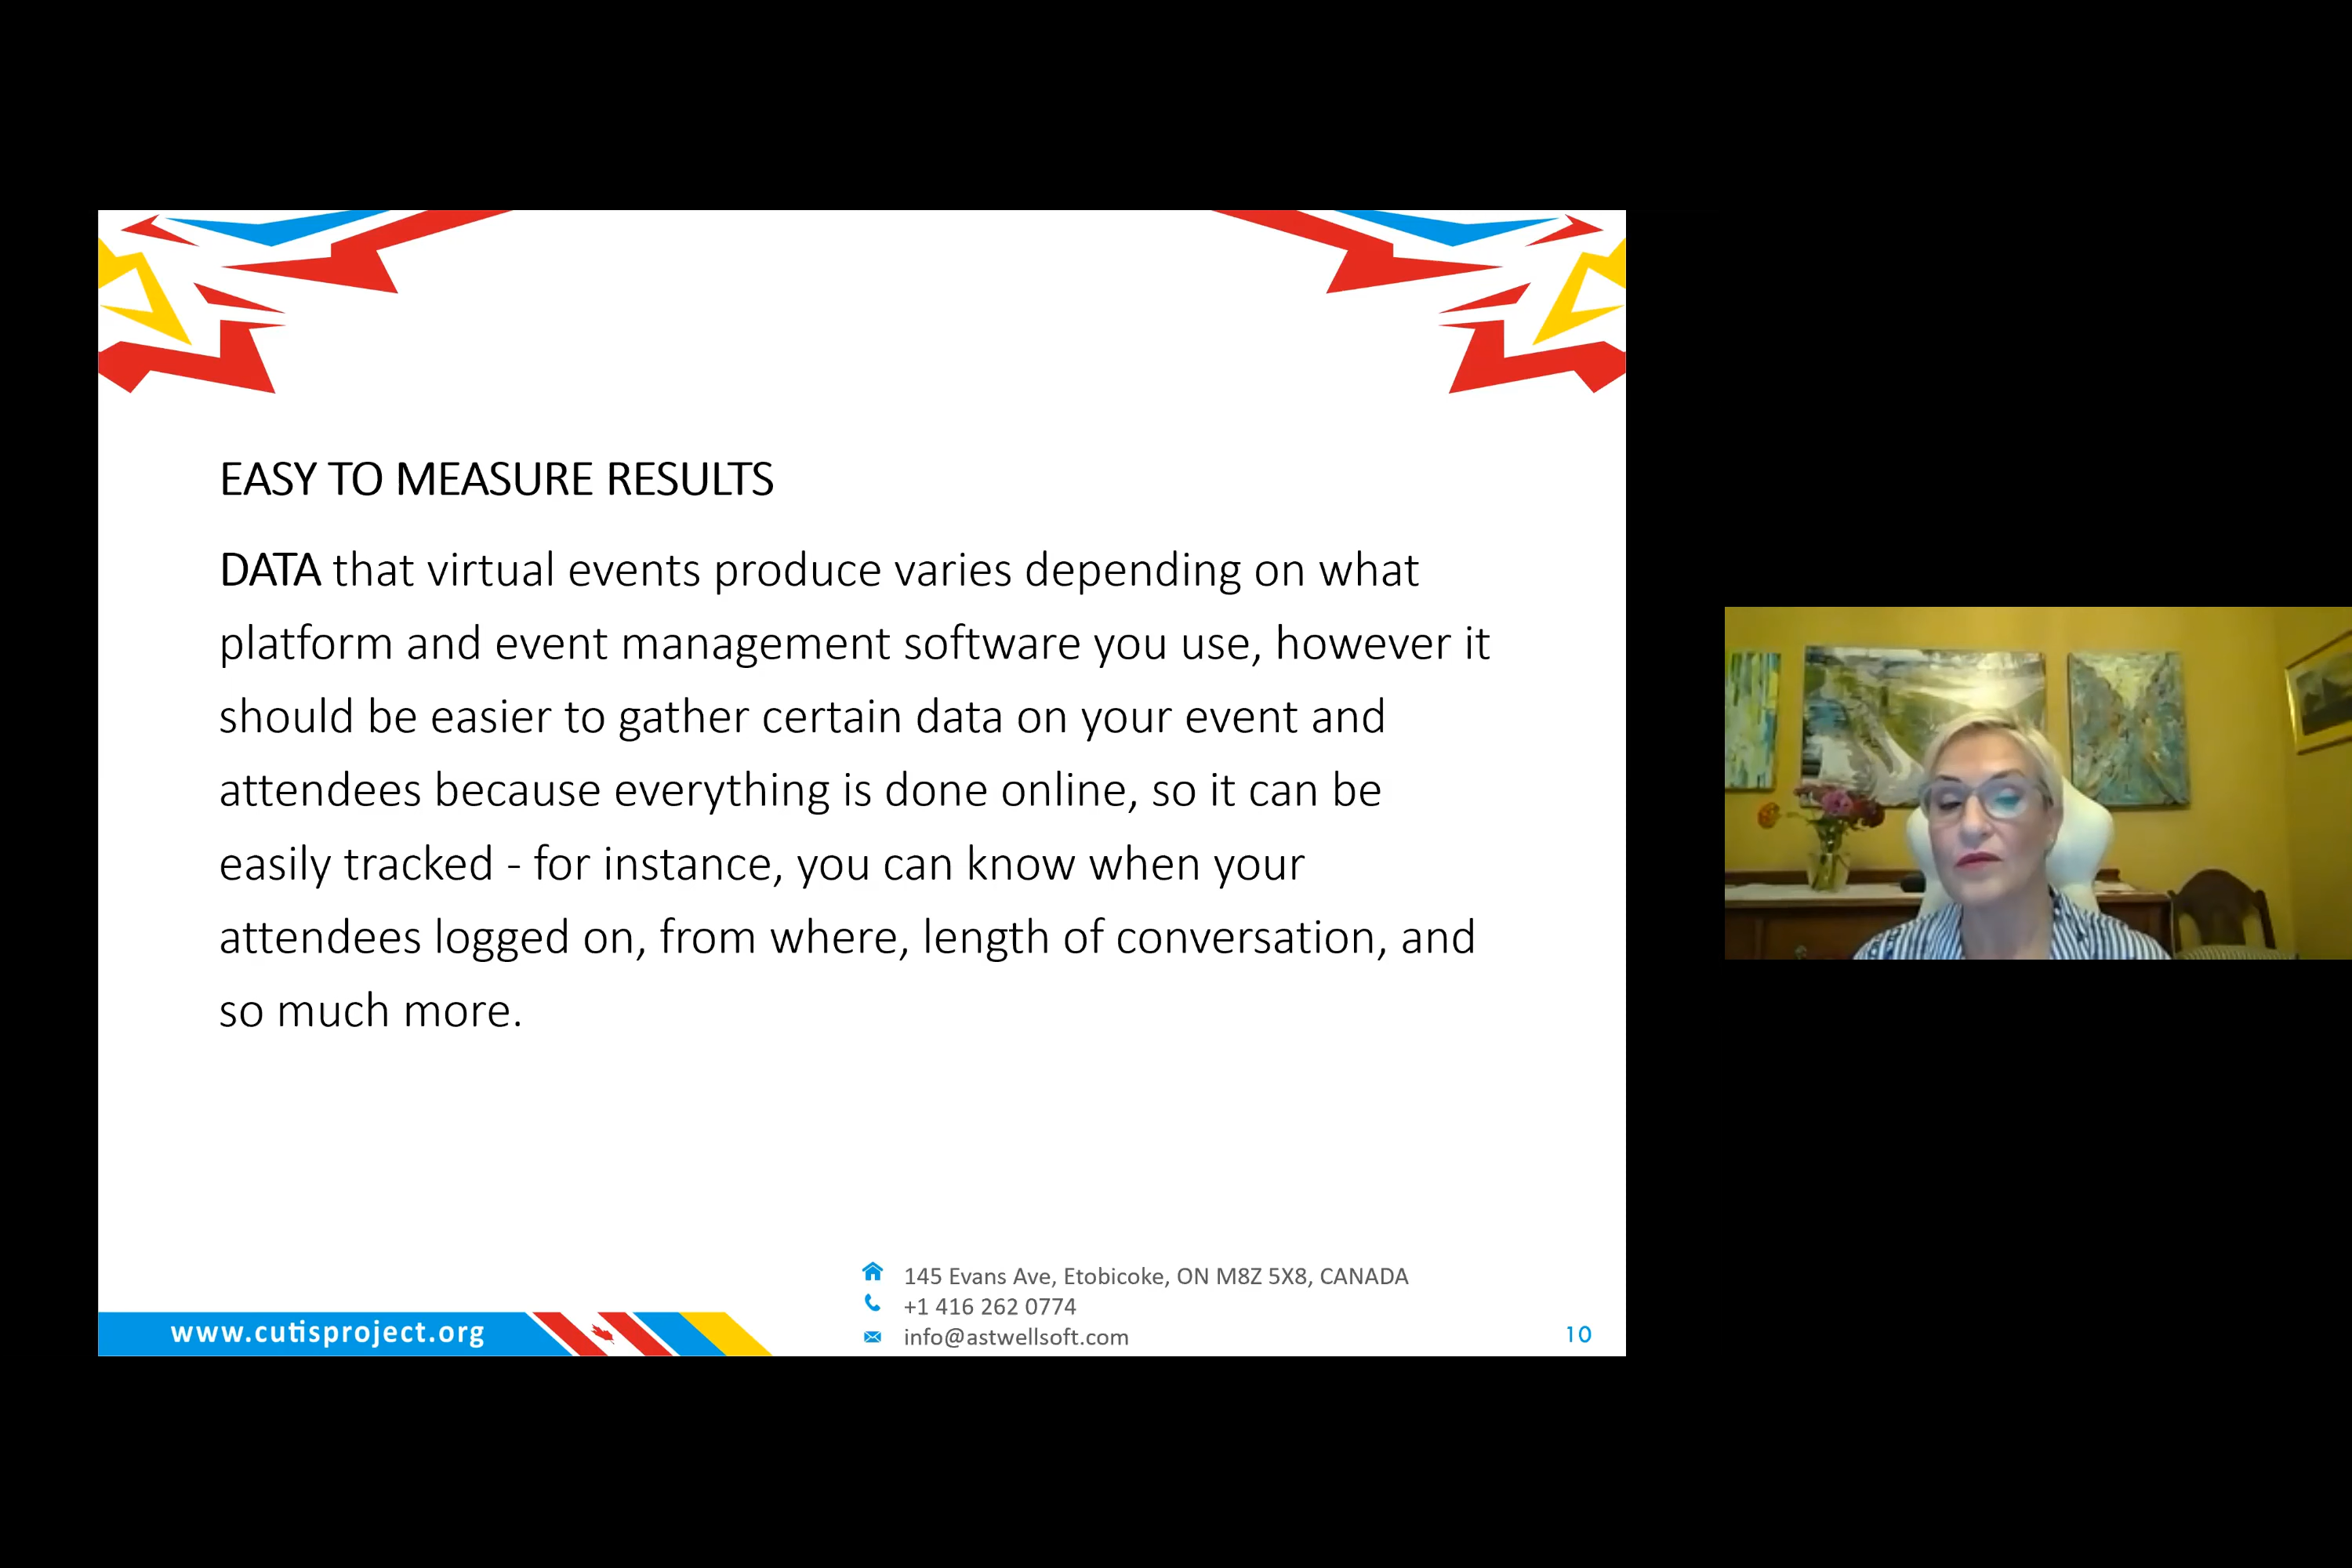 EASY TO MEASURE RESULTS
DATA that virtual events produce varies depending on what
platform and event management software you use, however it
should be easier to gather certain data on your event and
attendees because everything is done online, so it can be
easily tracked - for instance, you can know when your
attendees logged on, from where, length of conversation, and
so much more.
145 Evans Ave, Etobicoke, ON M8Z 5X8, CANADA
+1 416 262 0774
info@astwellsoft.com
www.cutisproject.org
10